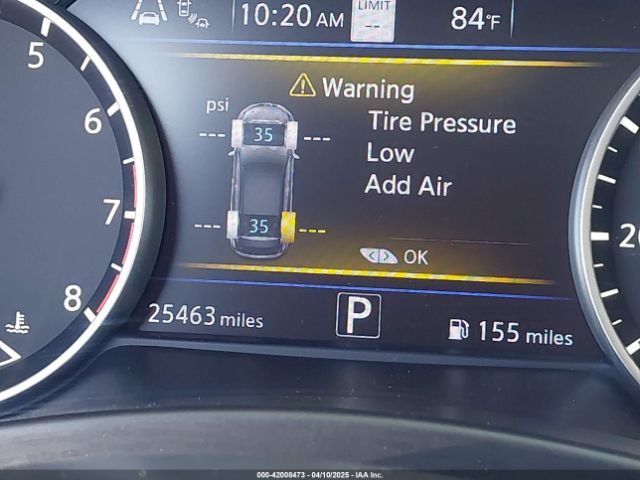 10:20 AM
LIMIT
--
84°F
5
6
7
8
Warning
psi
Tire Pressure
Low
Add Air
--- 35 ---
--- 35 ---
OK
20
25463 miles
P
155 miles
000-42008473 - 04/10/2025 - IAA Inc.